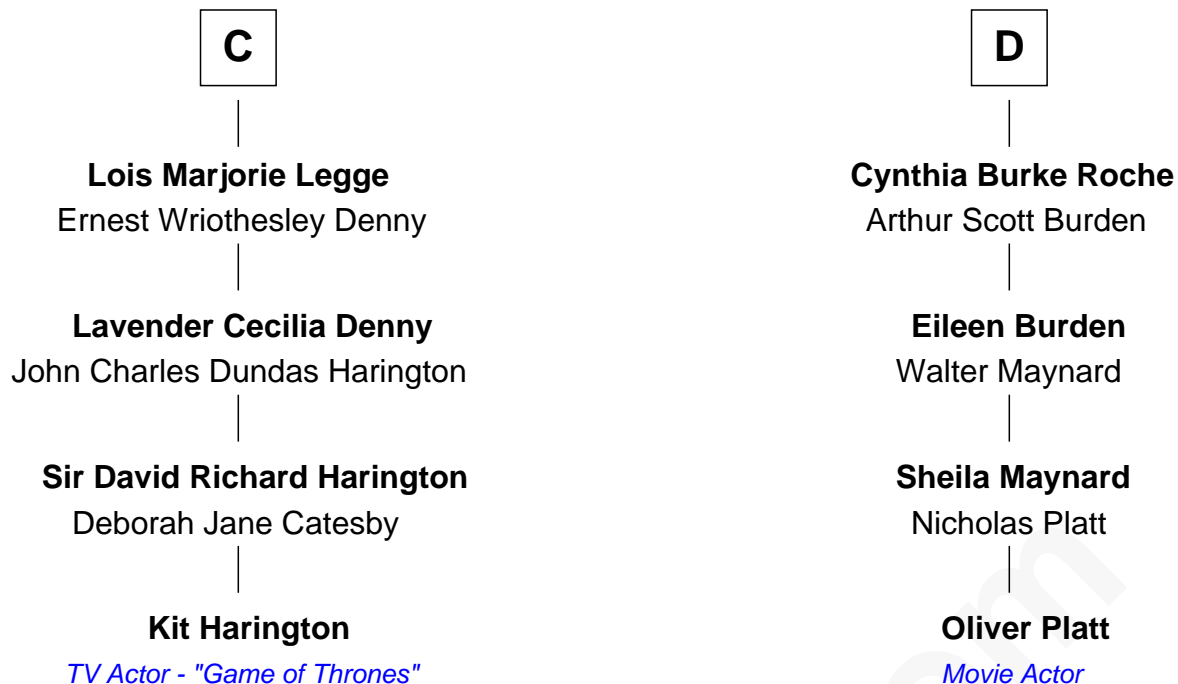 C
D
Lois Marjorie Legge
Ernest Wriothesley Denny
Cynthia Burke Roche
Arthur Scott Burden
Lavender Cecilia Denny
John Charles Dundas Harington
Eileen Burden
Walter Maynard
Sir David Richard Harington
Deborah Jane Catesby
Sheila Maynard
Nicholas Platt
Kit Harington
TV Actor - "Game of Thrones"
Oliver Platt
Movie Actor
om